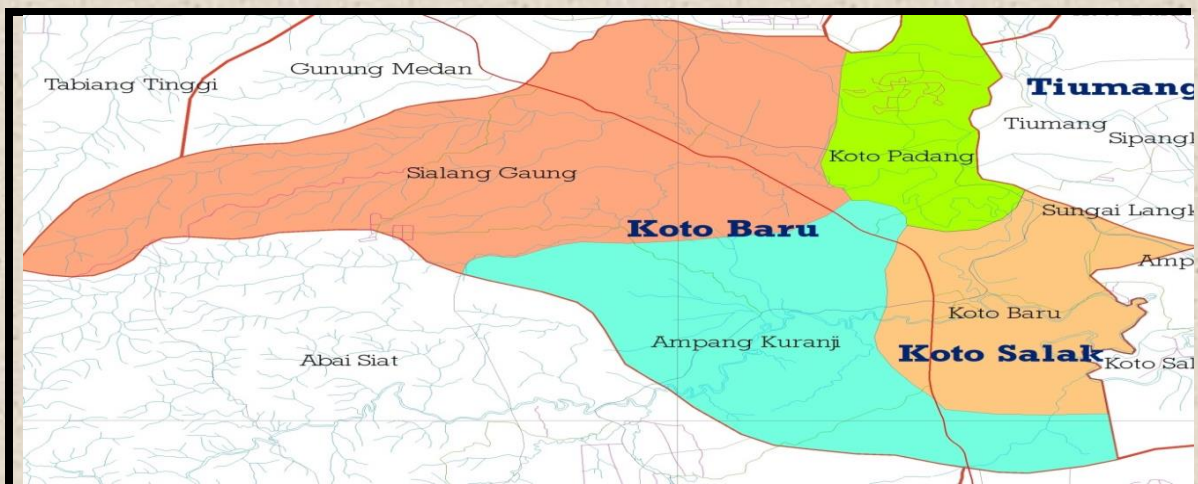 Gunung Medan
Tabiang Tinggi
Tiumang
Tiumang
Koto Padang
Sialang Gaung
Koto Baru
Ampang Kuranji
Koto Baru
Koto Salak
Abai Siat